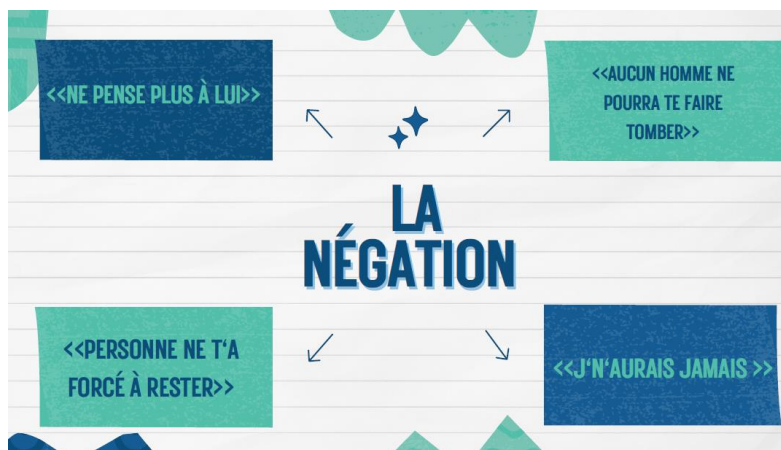 <<NE PENSE PLUS À LUI>>
<<AUCUN HOMME NE
POURRA TE FAIRE
TOMBER>>
LA
NÉGATION
<<PERSONNE NE T'A
FORCÉ À RESTER>>
<<J'N'AURAIS JAMAIS >>